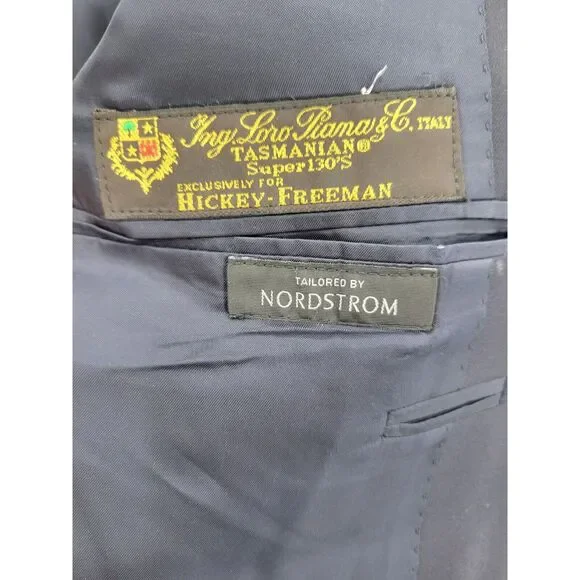 Ing. Loro Piana & C. ITALY
TASMANIAN®
Super 130'S
EXCLUSIVELY FOR
HICKEY-FREEMAN
TAILORED BY
NORDSTROM